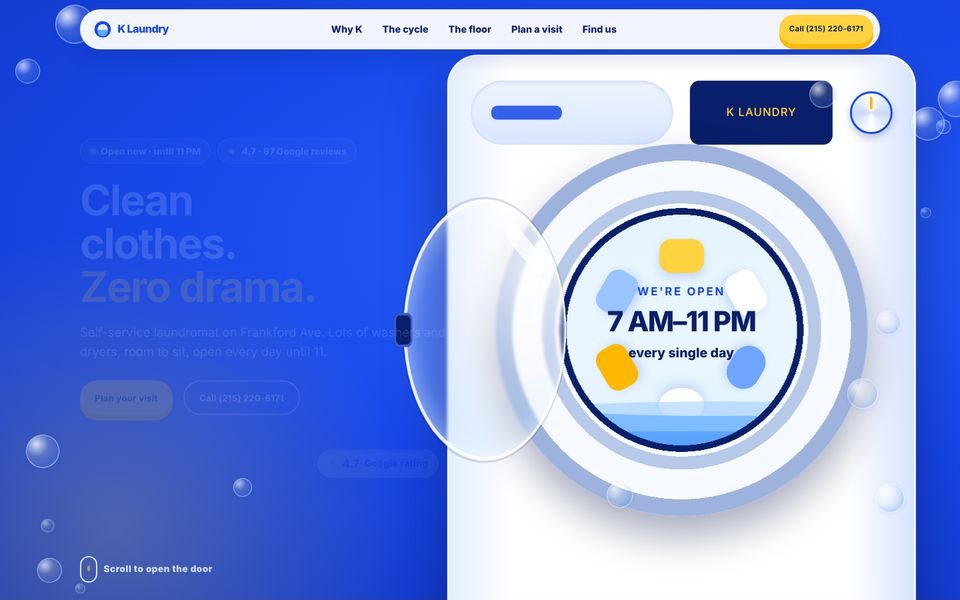 K Laundry
Why K
The cycle
The floor
Plan a visit
Find us
Call (215) 220-6171
K LAUNDRY
Open now · until 11 PM
4.7 · 87 Google reviews
Clean
clothes.
Zero drama.
Self-service laundromat on Frankford Ave. Lots of washers and
dryers, room to sit, open every day until 11.
Plan your visit
Call (215) 220-6171
4.7 · Google rating
WE'RE OPEN
7 AM–11 PM
every single day
Scroll to open the door